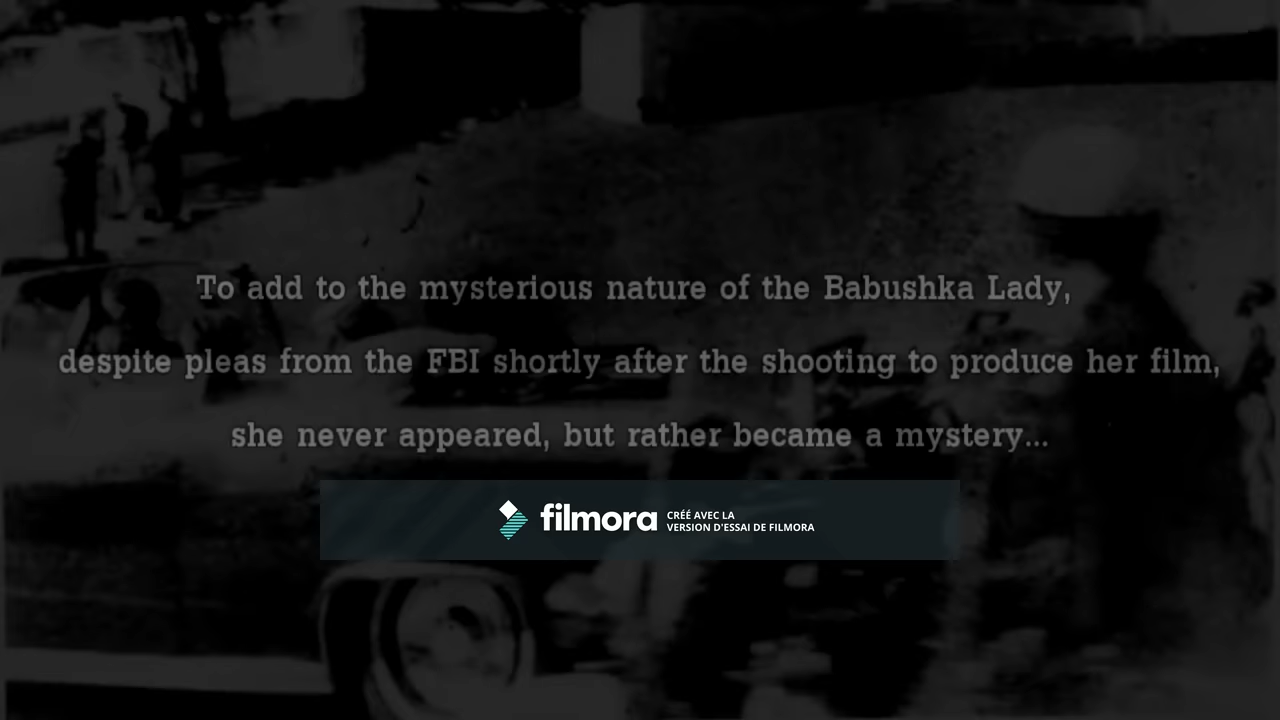 To add to the mysterious nature of the Babushka Lady,
despite pleas from the FBI shortly after the shooting to produce her film,
she never appeared, but rather became a mystery...
filmora
CRÉÉ AVEC LA
VERSION D'ESSAI DE FILMORA